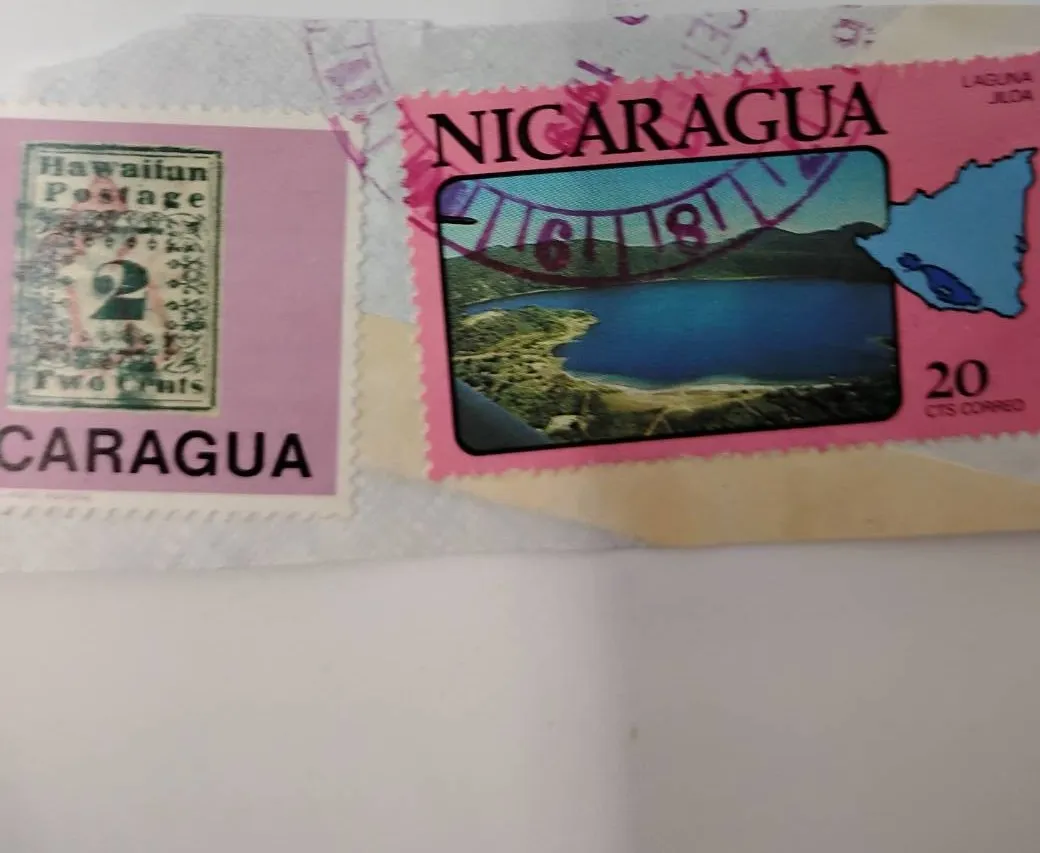 Hawaiian
Postage
2
Two Cents
CARAGUA
NICARAGUA
LAGUNA
JILOA
20
CTS CORREO
6
8